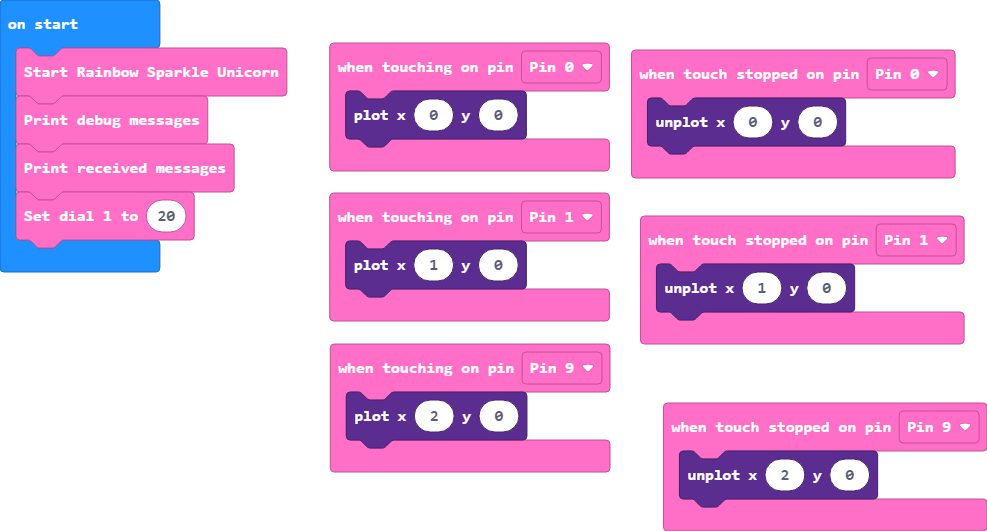 on start
Start Rainbow Sparkle Unicorn
Print debug messages
Print received messages
Set dial 1 to 20
when touching on pin Pin 0
plot x 0 y 0
when touching on pin Pin 1
plot x 1 y 0
when touching on pin Pin 9
plot x 2 y 0
when touch stopped on pin Pin 0
unplot x 0 y 0
when touch stopped on pin Pin 1
unplot x 1 y 0
when touch stopped on pin Pin 9
unplot x 2 y 0